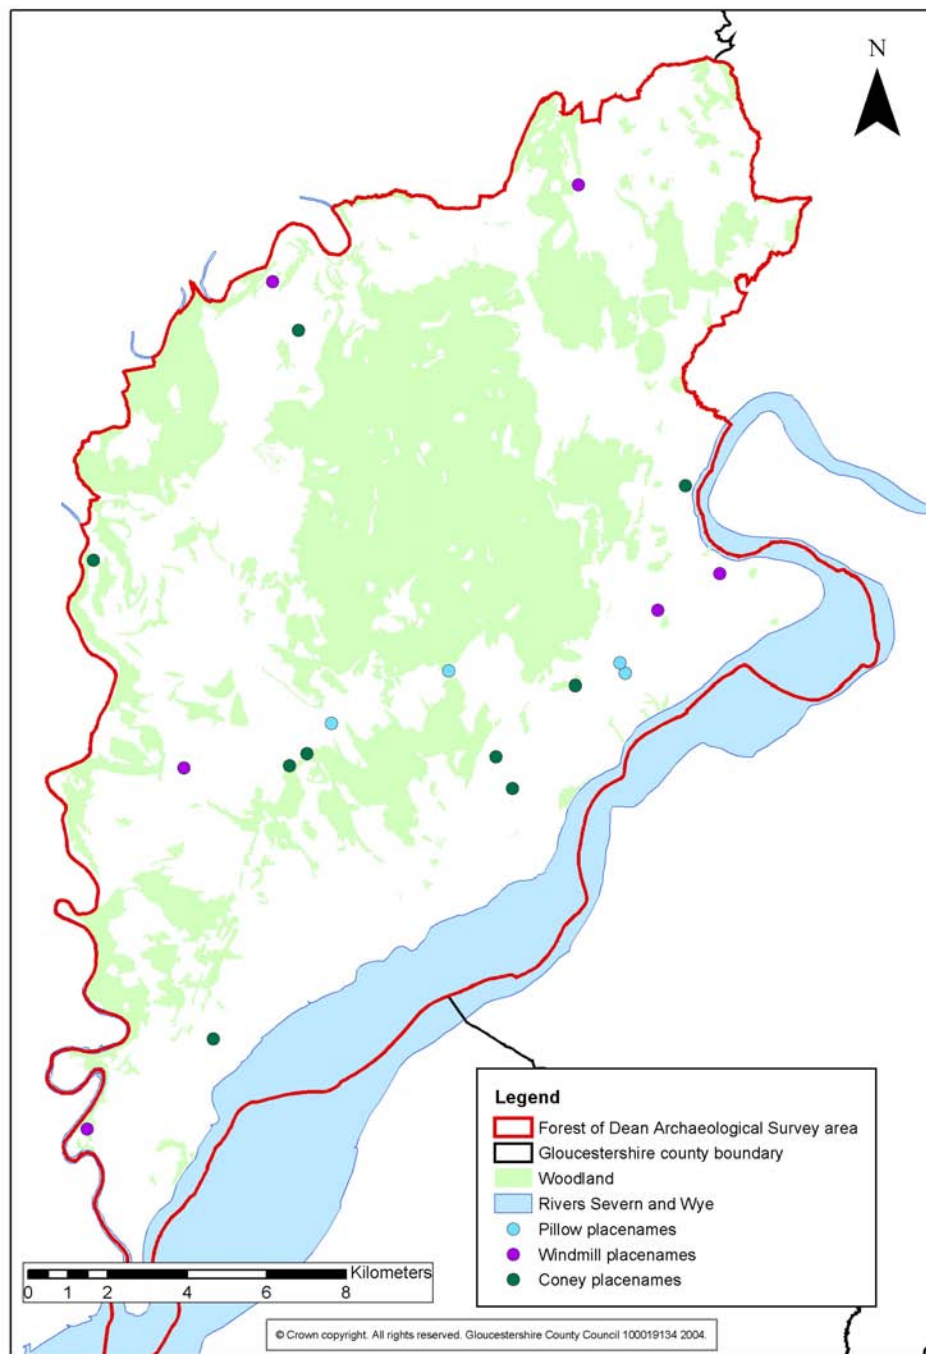 N
Legend
Forest of Dean Archaeological Survey area
Gloucestershire county boundary
Woodland
Rivers Severn and Wye
Pillow placenames
Windmill placenames
Coney placenames
Kilometers
0 1 2 4 6 8
© Crown copyright. All rights reserved. Gloucestershire County Council 100019134 2004.